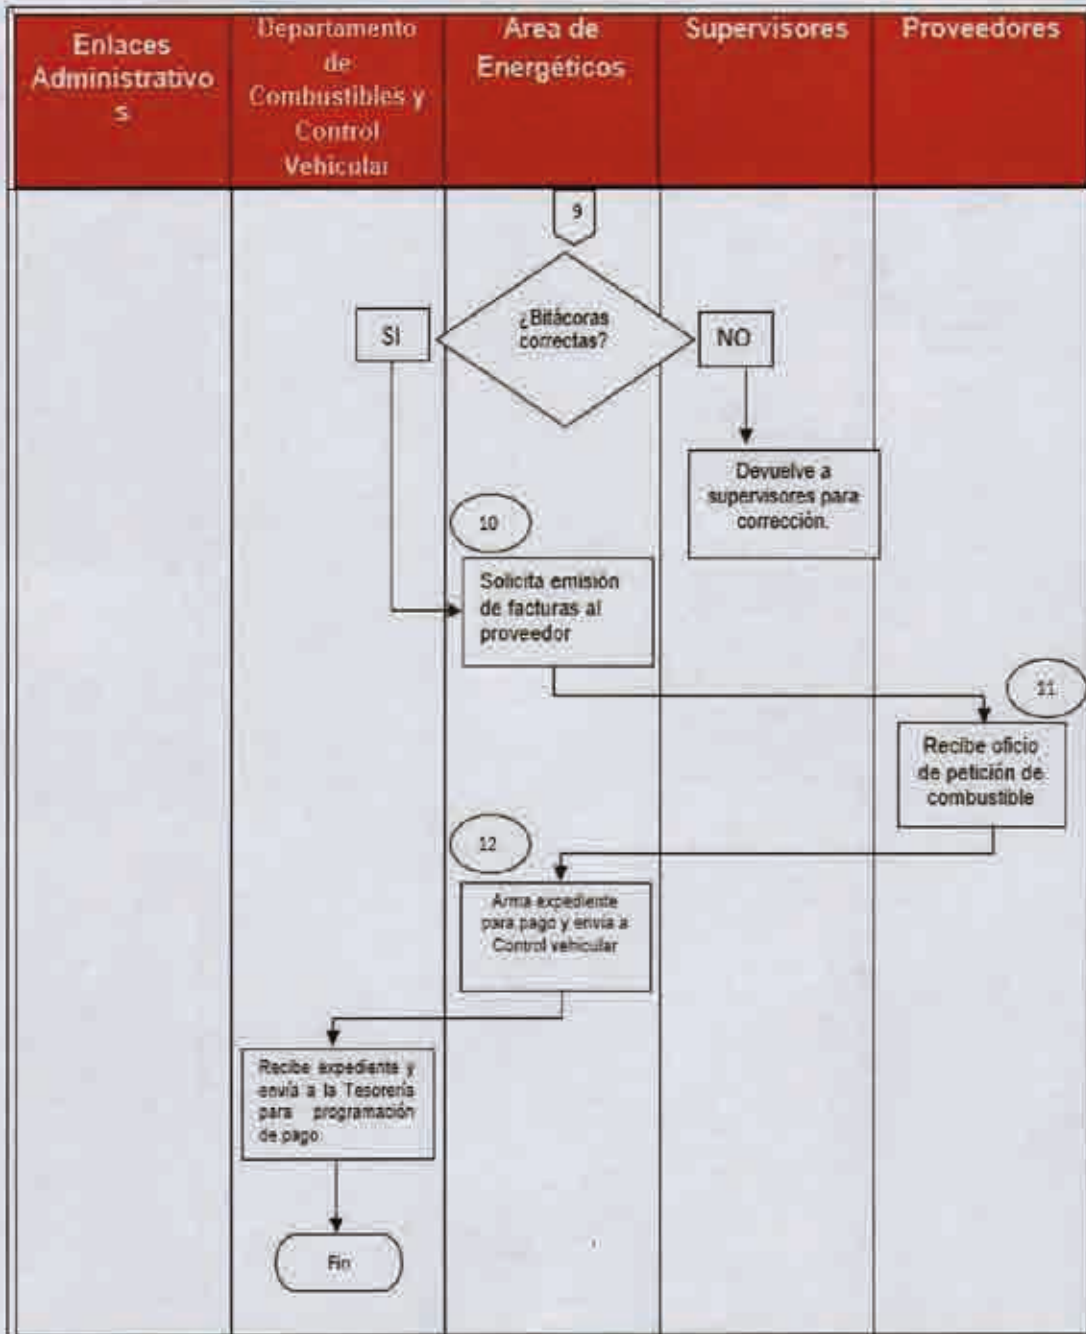 Enlaces
Administrativo
s
Departamento
de
Combustibles y
Control
Vehicular
Area de
Energéticos
Supervisores
Proveedores
9
¿Bitácoras
correctas?
SI
NO
Devuelve a
supervisores para
corrección.
10
Solicita emisión
de facturas al
proveedor
11
Recibe oficio
de petición de
combustible
12
Arma expediente
para pago y envía a
Control vehicular
Recibe expediente y
envía a la Tesorería
para programación
de pago.
Fin